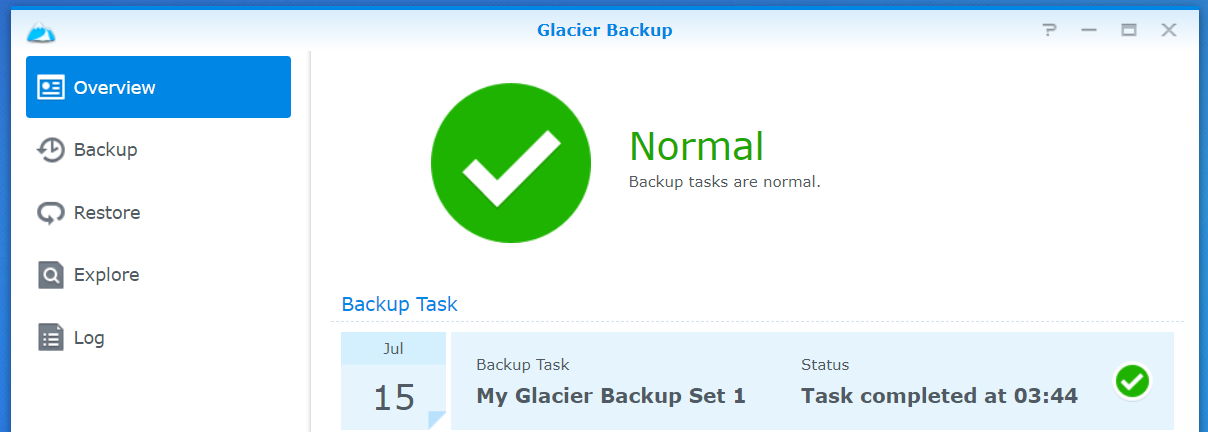 Glacier Backup
Overview
Backup
Restore
Explore
Log
Normal
Backup tasks are normal.
Backup Task
Jul
15
Backup Task
My Glacier Backup Set 1
Status
Task completed at 03:44